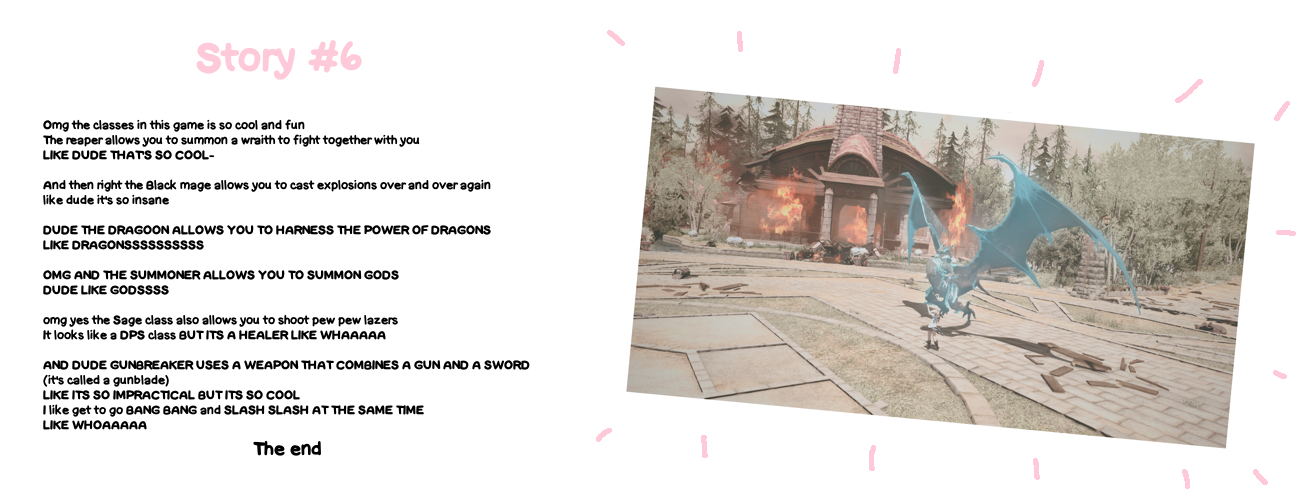 Story #6
Omg the classes in this game is so cool and fun
The reaper allows you to summon a wraith to fight together with you
LIKE DUDE THAT'S SO COOL-
And then right the Black mage allows you to cast explosions over and over again
like dude it's so insane
DUDE THE DRAGOON ALLOWS YOU TO HARNESS THE POWER OF DRAGONS
LIKE DRAGONSSSSSSSSSS
OMG AND THE SUMMONER ALLOWS YOU TO SUMMON GODS
DUDE LIKE GODSSSS
omg yes the Sage class also allows you to shoot pew pew lazers
It looks like a DPS class BUT ITS A HEALER LIKE WHAAAAA
AND DUDE GUNBREAKER USES A WEAPON THAT COMBINES A GUN AND A SWORD
(it's called a gunblade)
LIKE ITS SO IMPRACTICAL BUT ITS SO COOL
I like get to go BANG BANG and SLASH SLASH AT THE SAME TIME
LIKE WHOAAAAA
The end